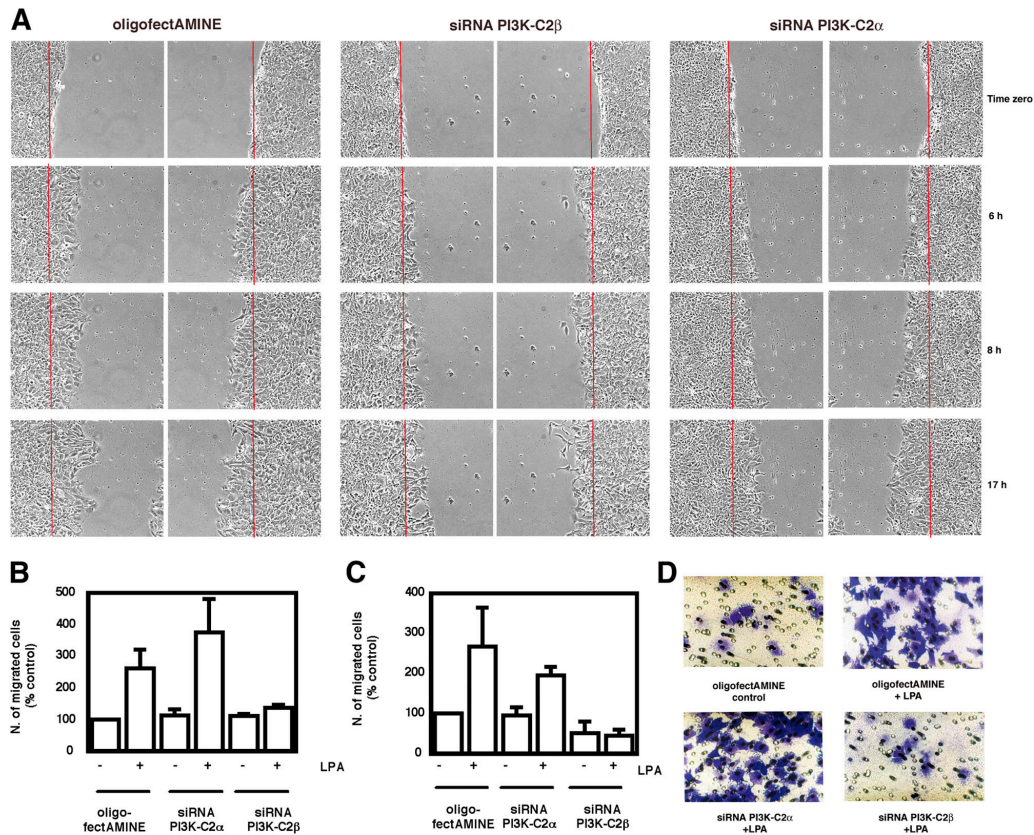 A
oligofectAMINE
siRNA PI3K-C2β
siRNA PI3K-C2α
Time zero
6 h
8 h
17 h
B
N. of migrated cells
(% control)
500
400
300
200
100
0
- + - + - + LPA
oligo-
fectAMINE
siRNA
PI3K-C2α
siRNA
PI3K-C2β
C
N. of migrated cells
(% control)
400
300
200
100
0
- + - + - + LPA
oligo-
fectAMINE
siRNA
PI3K-C2α
siRNA
PI3K-C2β
D
oligofectAMINE
control
oligofectAMINE
+ LPA
siRNA PI3K-C2α
+LPA
siRNA PI3K-C2β
+LPA